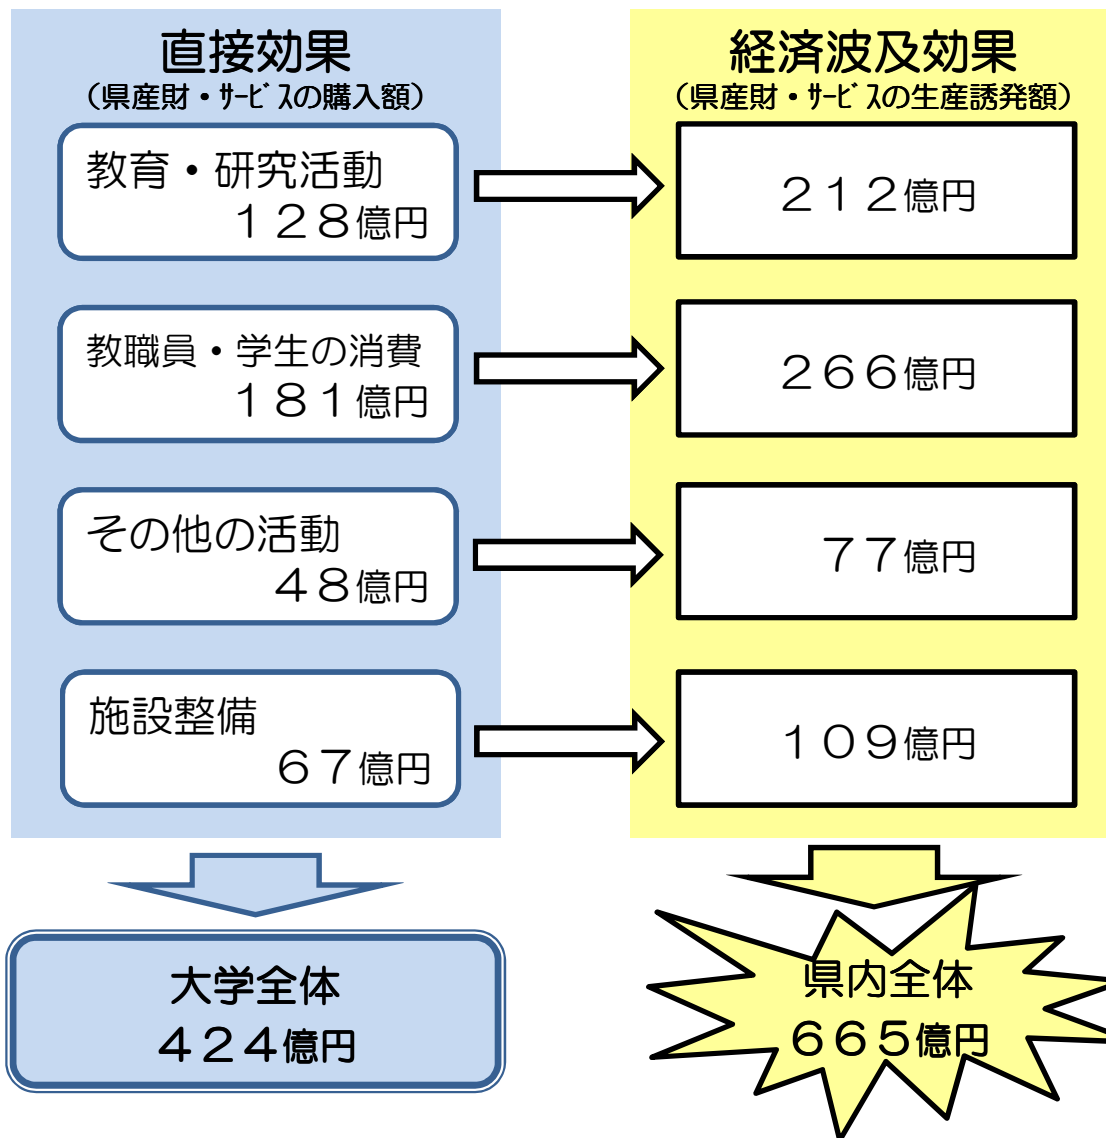 直接効果
（県産財・ｻｰﾋﾞｽの購入額）
教育・研究活動
１２８億円
教職員・学生の消費
１８１億円
その他の活動
４８億円
施設整備
６７億円
大学全体
４２４億円
経済波及効果
（県産財・ｻｰﾋﾞｽの生産誘発額）
２１２億円
２６６億円
７７億円
１０９億円
県内全体
６６５億円